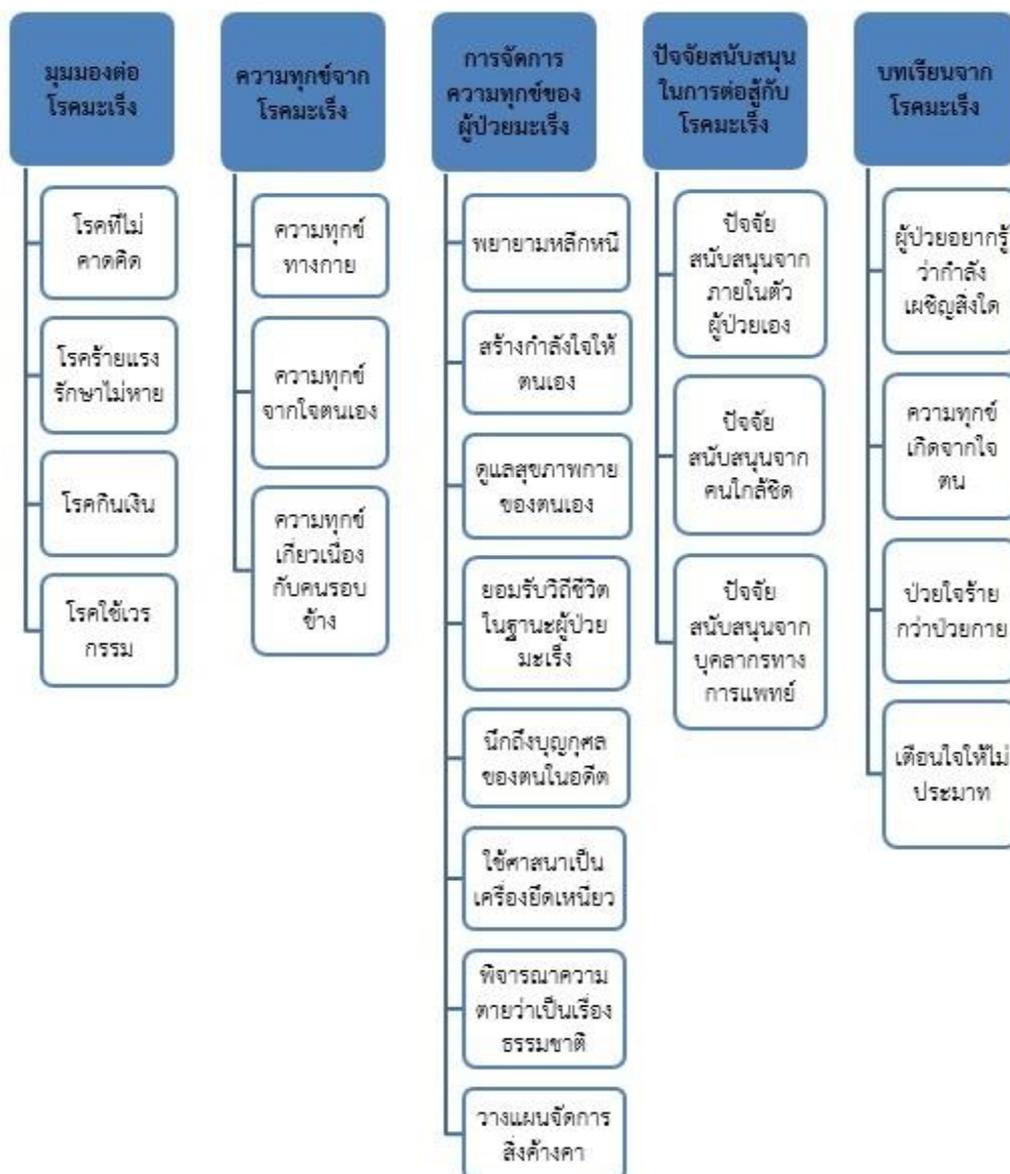 มุมมองต่อ
โรคมะเร็ง
โรคที่ไม่
คาดคิด
โรคร้ายแรง
รักษาไม่หาย
โรคกินเงิน
โรคใช้เวร
กรรม
ความทุกข์จาก
โรคมะเร็ง
ความทุกข์
ทางกาย
ความทุกข์
จากใจตนเอง
ความทุกข์
เกี่ยวเนื่อง
กับคนรอบ
ข้าง
การจัดการ
ความทุกข์ของ
ผู้ป่วยมะเร็ง
พยายามหลีกหนี
สร้างกำลังใจให้
ตนเอง
ดูแลสุขภาพกาย
ของตนเอง
ยอมรับวิถีชีวิต
ในฐานะผู้ป่วย
มะเร็ง
นึกถึงบุญกุศล
ของตนในอดีต
ใช้ศาสนาเป็น
เครื่องยึดเหนี่ยว
พิจารณาความ
ตายว่าเป็นเรื่อง
ธรรมชาติ
วางแผนจัดการ
สิ่งค้างคา
ปัจจัยสนับสนุน
ในการต่อสู้กับ
โรคมะเร็ง
ปัจจัย
สนับสนุนจาก
ภายในตัว
ผู้ป่วยเอง
ปัจจัย
สนับสนุนจาก
คนใกล้ชิด
ปัจจัย
สนับสนุนจาก
บุคลากรทาง
การแพทย์
บทเรียนจาก
โรคมะเร็ง
ผู้ป่วยอยากรู้
ว่ากำลัง
เผชิญสิ่งใด
ความทุกข์
เกิดจากใจ
ตน
ป่วยใจร้าย
กว่าป่วยกาย
เตือนใจให้ไม่
ประมาท